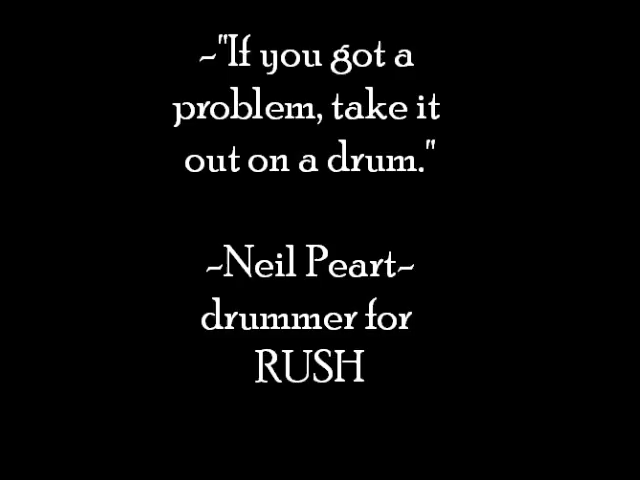 -"If you got a
problem, take it
out on a drum."
-Neil Peart-
drummer for
RUSH